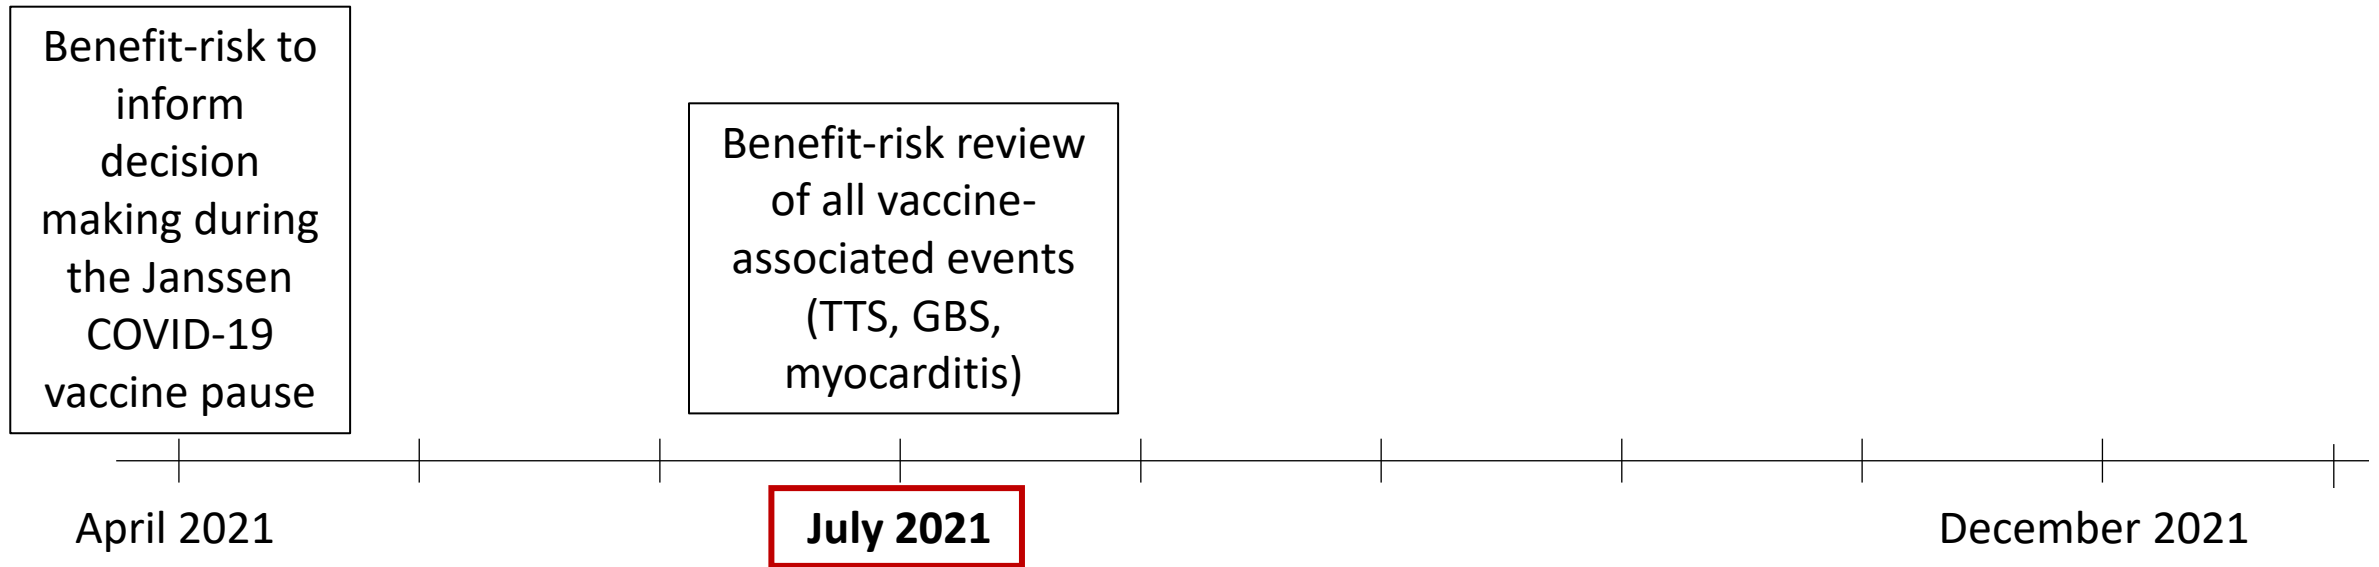 Benefit-risk to
inform
decision
making during
the Janssen
COVID-19
vaccine pause
Benefit-risk review
of all vaccine-
associated events
(TTS, GBS,
myocarditis)
April 2021
July 2021
December 2021